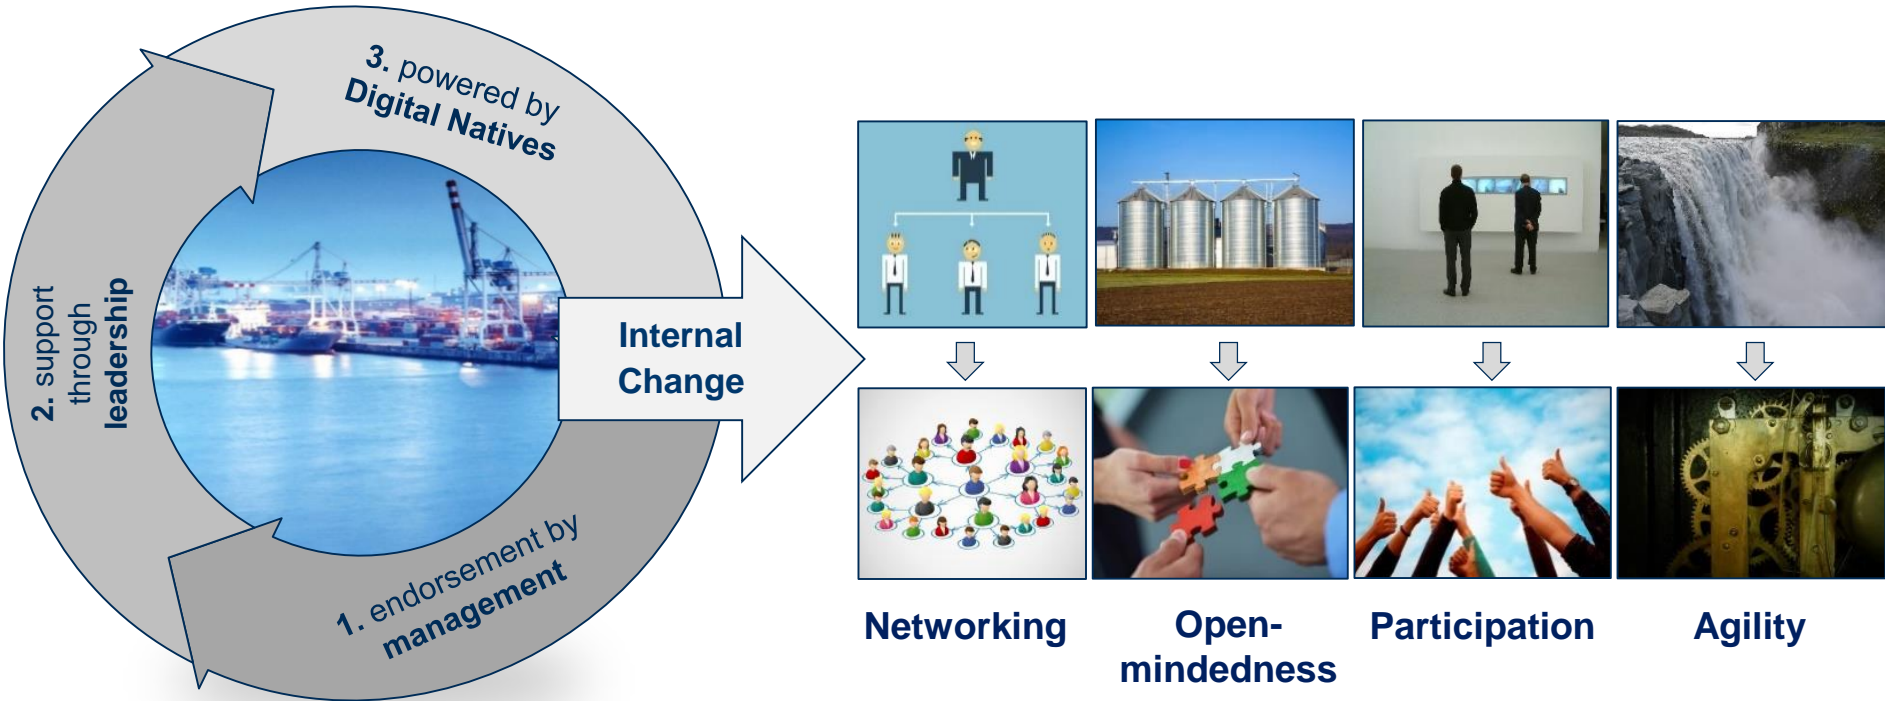 3. powered by
Digital Natives
2. support
through
leadership
1. endorsement by
management
Internal
Change
Networking
Open-
mindedness
Participation
Agility